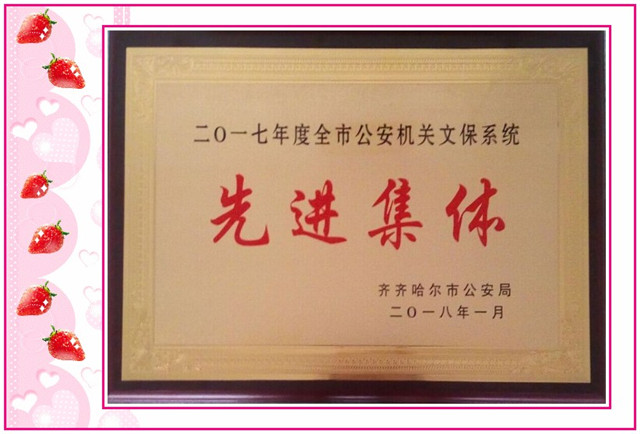 二〇一七年度全市公安机关文保系统
先进集体
齐齐哈尔市公安局
二〇一八年一月